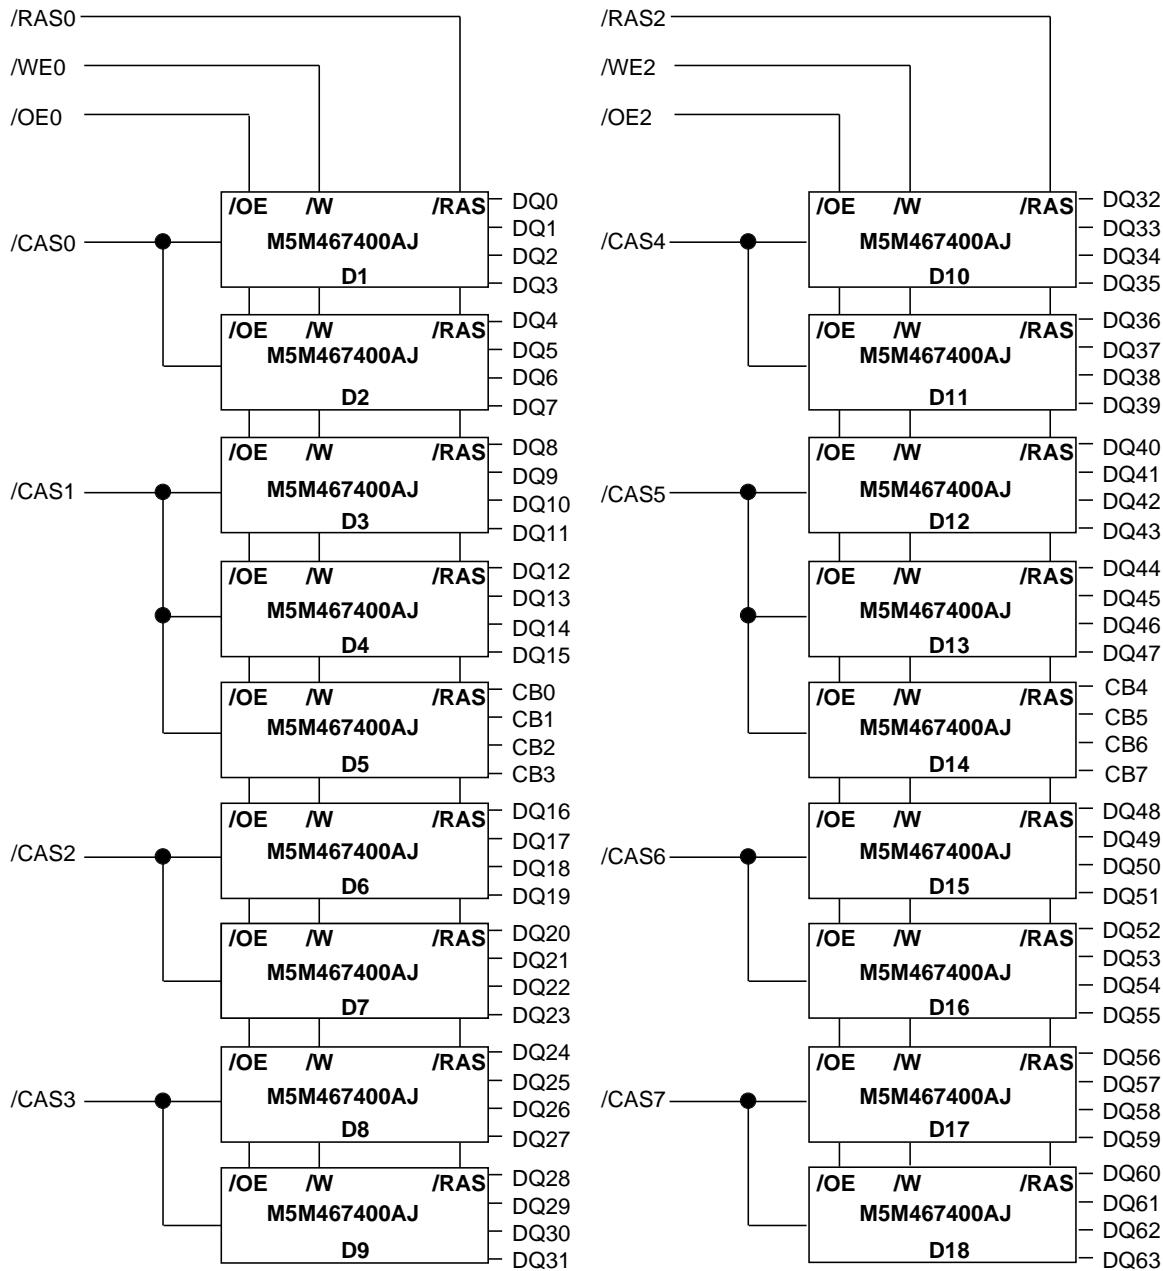 /RAS0
/WE0
/OE0
/CAS0
/OE /W /RAS
M5M467400AJ
D1
DQ0
DQ1
DQ2
DQ3
/OE /W /RAS
M5M467400AJ
D2
DQ4
DQ5
DQ6
DQ7
/CAS1
/OE /W /RAS
M5M467400AJ
D3
DQ8
DQ9
DQ10
DQ11
/OE /W /RAS
M5M467400AJ
D4
DQ12
DQ13
DQ14
DQ15
/OE /W /RAS
M5M467400AJ
D5
CB0
CB1
CB2
CB3
/CAS2
/OE /W /RAS
M5M467400AJ
D6
DQ16
DQ17
DQ18
DQ19
/OE /W /RAS
M5M467400AJ
D7
DQ20
DQ21
DQ22
DQ23
/CAS3
/OE /W /RAS
M5M467400AJ
D8
DQ24
DQ25
DQ26
DQ27
/OE /W /RAS
M5M467400AJ
D9
DQ28
DQ29
DQ30
DQ31
/RAS2
/WE2
/OE2
/CAS4
/OE /W /RAS
M5M467400AJ
D10
DQ32
DQ33
DQ34
DQ35
/OE /W /RAS
M5M467400AJ
D11
DQ36
DQ37
DQ38
DQ39
/CAS5
/OE /W /RAS
M5M467400AJ
D12
DQ40
DQ41
DQ42
DQ43
/OE /W /RAS
M5M467400AJ
D13
DQ44
DQ45
DQ46
DQ47
/OE /W /RAS
M5M467400AJ
D14
CB4
CB5
CB6
CB7
/CAS6
/OE /W /RAS
M5M467400AJ
D15
DQ48
DQ49
DQ50
DQ51
/OE /W /RAS
M5M467400AJ
D16
DQ52
DQ53
DQ54
DQ55
/CAS7
/OE /W /RAS
M5M467400AJ
D17
DQ56
DQ57
DQ58
DQ59
/OE /W /RAS
M5M467400AJ
D18
DQ60
DQ61
DQ62
DQ63